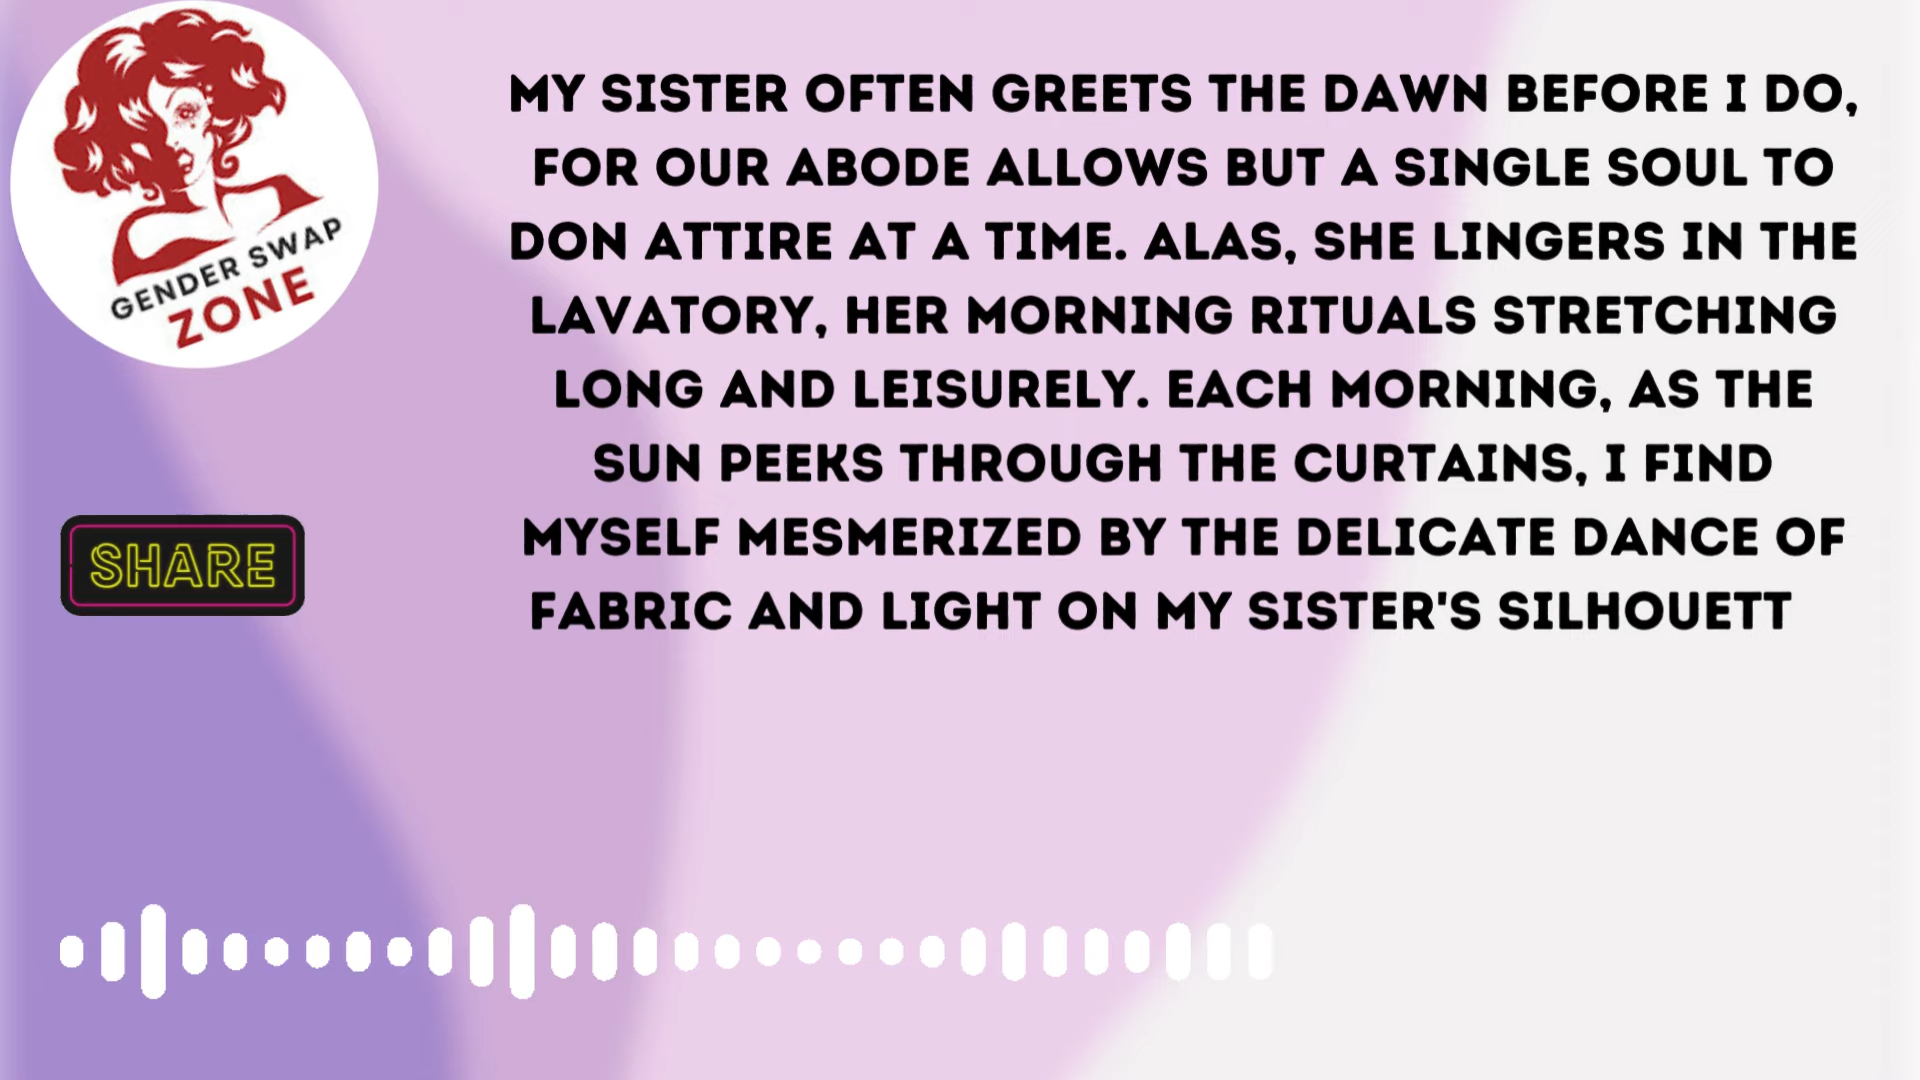 GENDER SWAP
ZONE
SHARE
MY SISTER OFTEN GREETS THE DAWN BEFORE I DO,
FOR OUR ABODE ALLOWS BUT A SINGLE SOUL TO
DON ATTIRE AT A TIME. ALAS, SHE LINGERS IN THE
LAVATORY, HER MORNING RITUALS STRETCHING
LONG AND LEISURELY. EACH MORNING, AS THE
SUN PEEKS THROUGH THE CURTAINS, I FIND
MYSELF MESMERIZED BY THE DELICATE DANCE OF
FABRIC AND LIGHT ON MY SISTER'S SILHOUETT